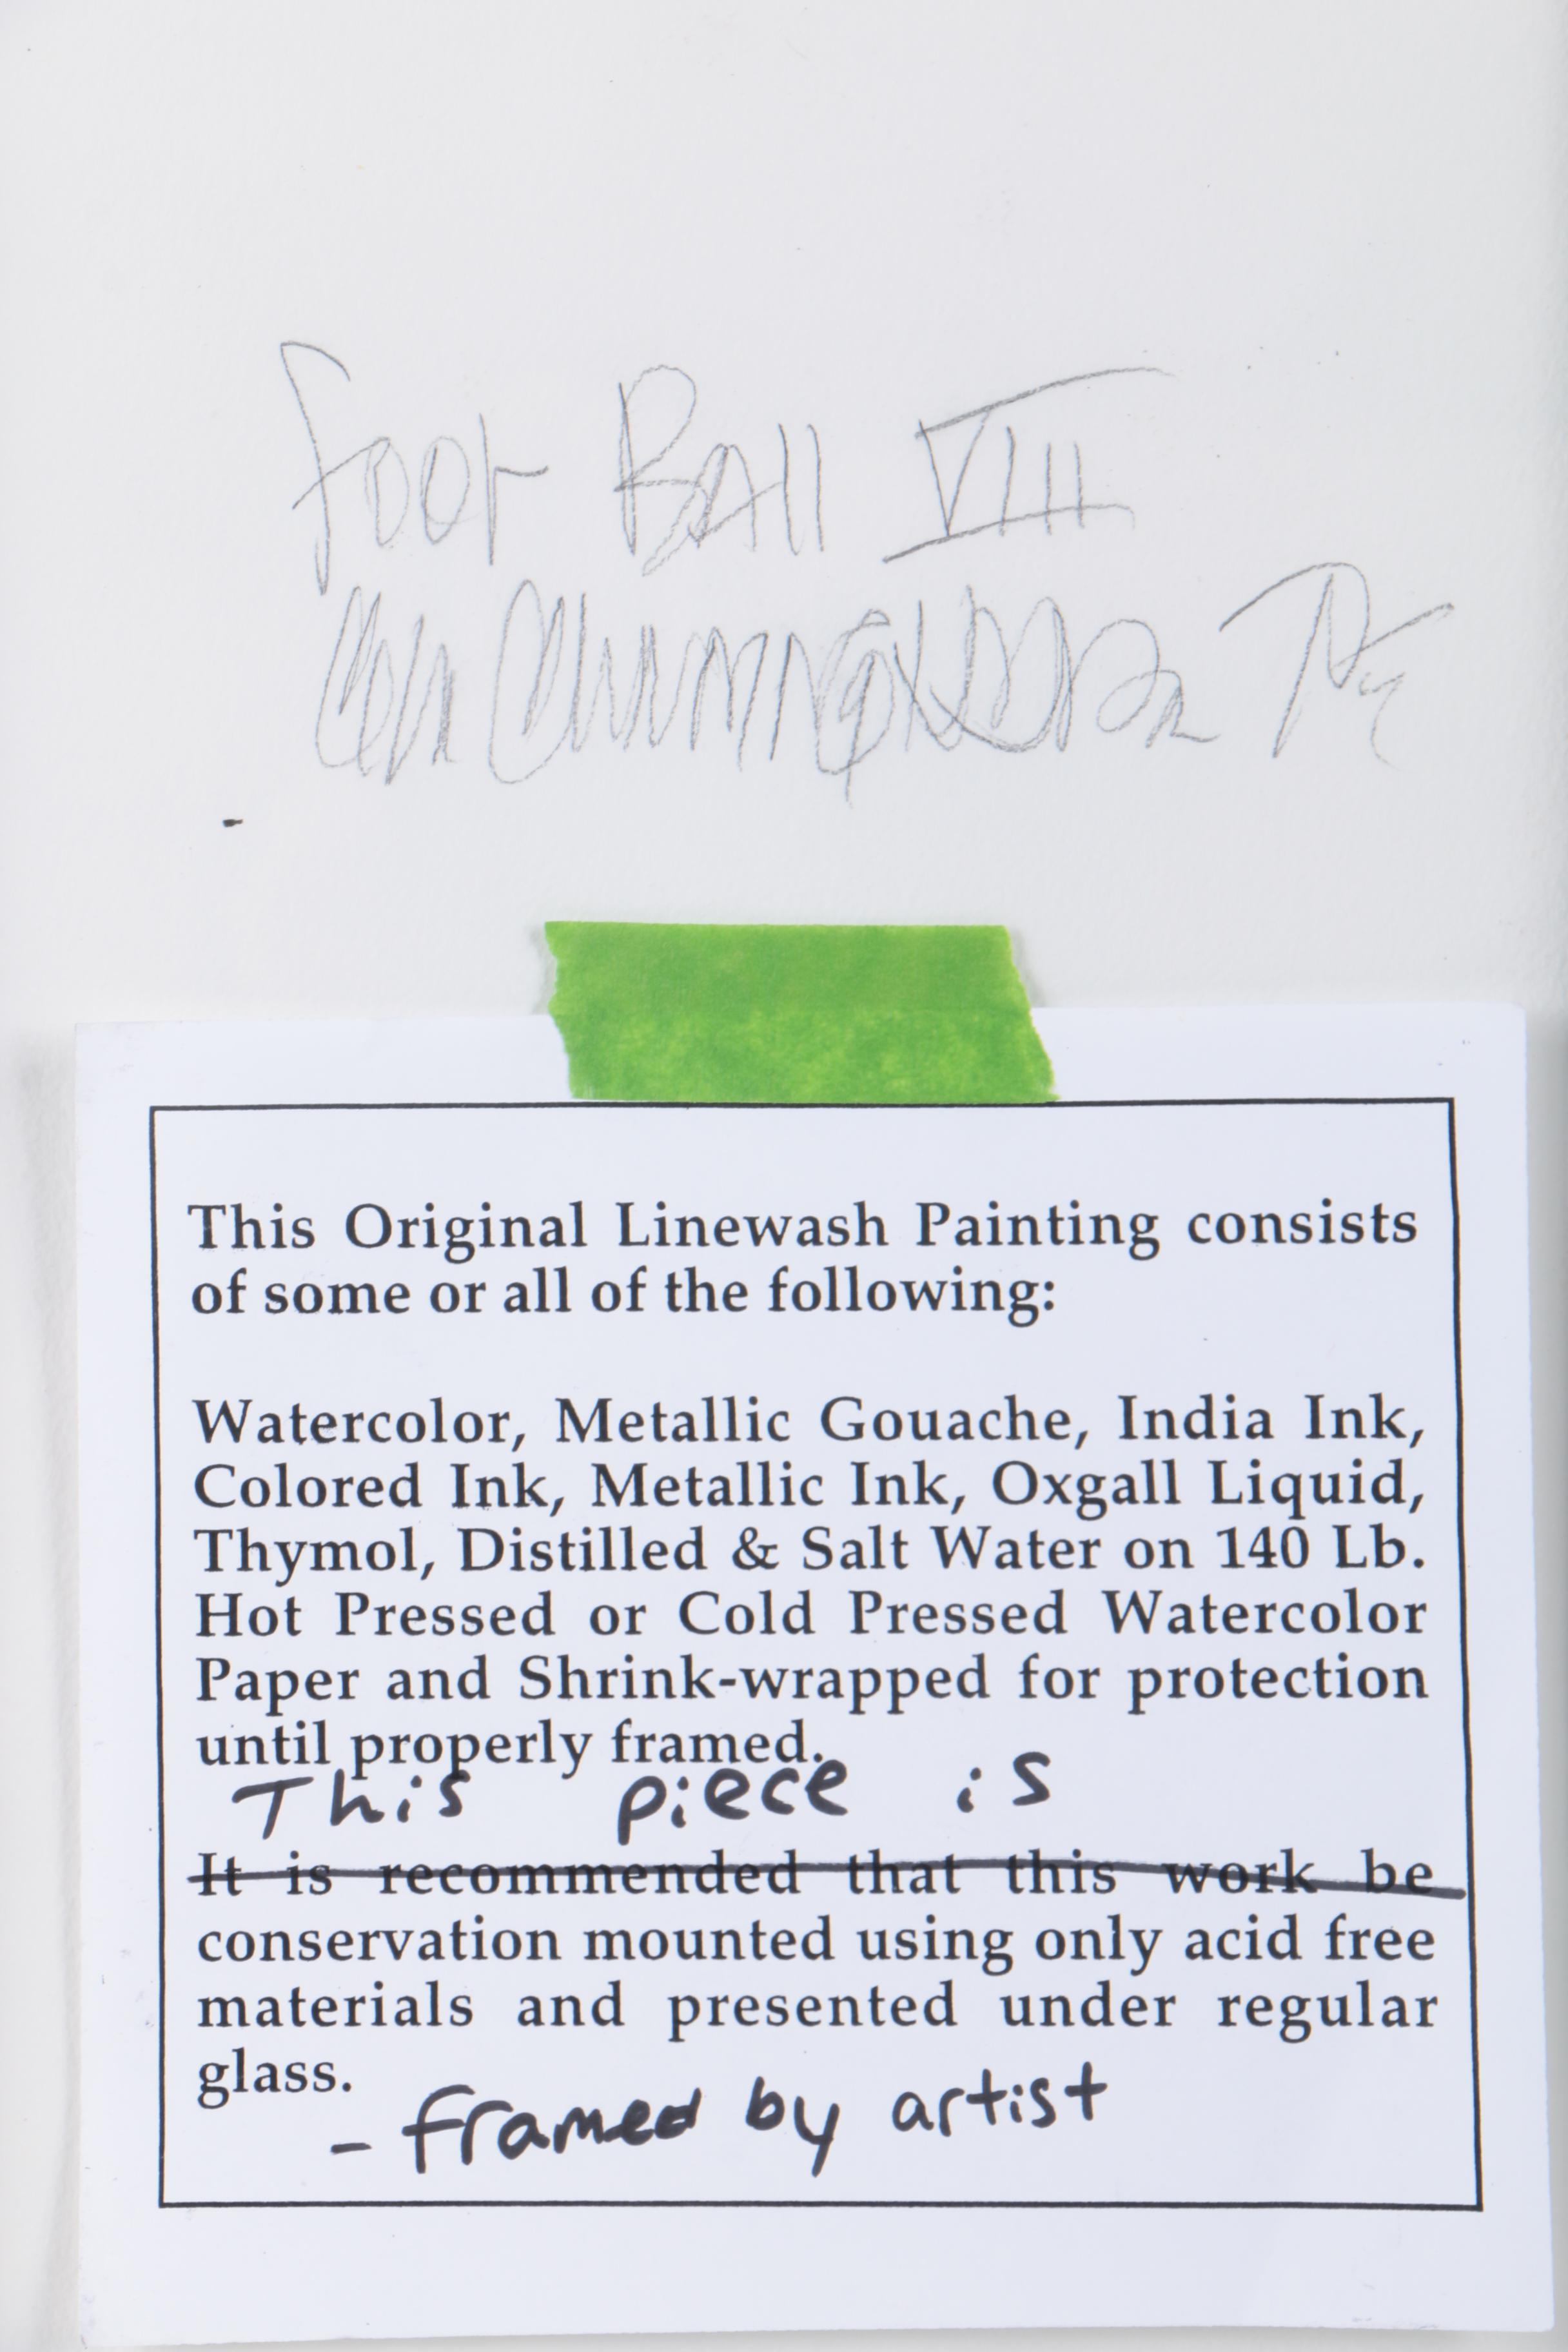 Foot Ball VIII
This Original Linewash Painting consists
of some or all of the following:
Watercolor, Metallic Gouache, India Ink,
Colored Ink, Metallic Ink, Oxgall Liquid,
Thymol, Distilled & Salt Water on 140 Lb.
Hot Pressed or Cold Pressed Watercolor
Paper and Shrink-wrapped for protection
until properly framed.
This piece is
It is recommended that this work be
conservation mounted using only acid free
materials and presented under regular
glass.
- framed by artist